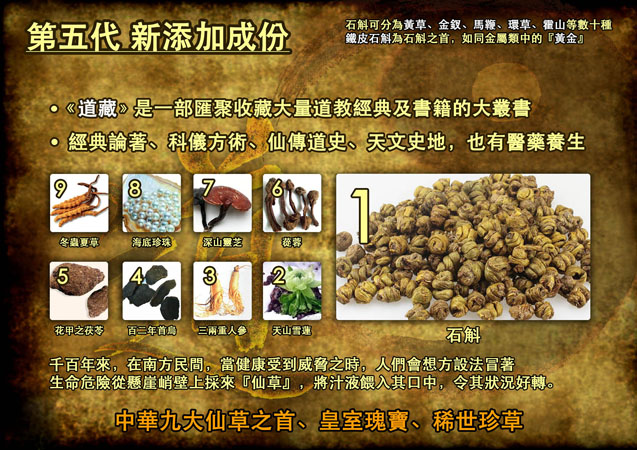 第五代 新添加成份
石斛可分為黃草、金釵、馬鞭、環草、霍山等數十種
鐵皮石斛為石斛之首，如同金屬類中的『黃金』
• 《道藏》是一部匯聚收藏大量道教經典及書籍的大叢書
• 經典論著、科儀方術、仙傳道史、天文史地，也有醫藥養生
9
冬蟲夏草
8
海底珍珠
7
深山靈芝
6
蓯蓉
1
石斛
5
花甲之茯苓
4
百二年首烏
3
三兩重人參
2
天山雪蓮
千百年來，在南方民間，當健康受到威脅之時，人們會想方設法冒著
生命危險從懸崖峭壁上採來『仙草』，將汁液餵入其口中，令其狀況好轉。
中華九大仙草之首、皇室瑰寶、稀世珍草